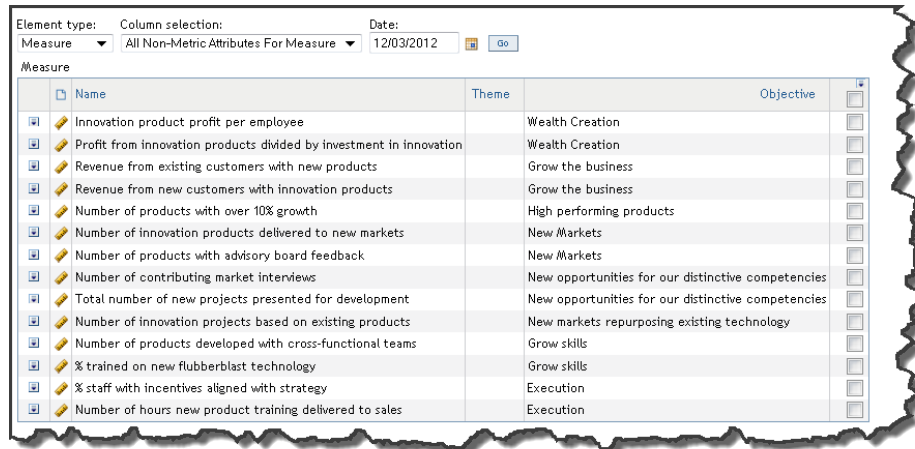 Element type: Column selection: Date:
Measure All Non-Metric Attributes For Measure 12/03/2012 Go
Measure
Name Theme Objective
Innovation product profit per employee Wealth Creation
Profit from innovation products divided by investment in innovation Wealth Creation
Revenue from existing customers with new products Grow the business
Revenue from new customers with innovation products Grow the business
Number of products with over 10% growth High performing products
Number of innovation products delivered to new markets New Markets
Number of products with advisory board feedback New Markets
Number of contributing market interviews New opportunities for our distinctive competencies
Total number of new projects presented for development New opportunities for our distinctive competencies
Number of innovation projects based on existing products New markets repurposing existing technology
Number of products developed with cross-functional teams Grow skills
% trained on new flubberblast technology Grow skills
% staff with incentives aligned with strategy Execution
Number of hours new product training delivered to sales Execution